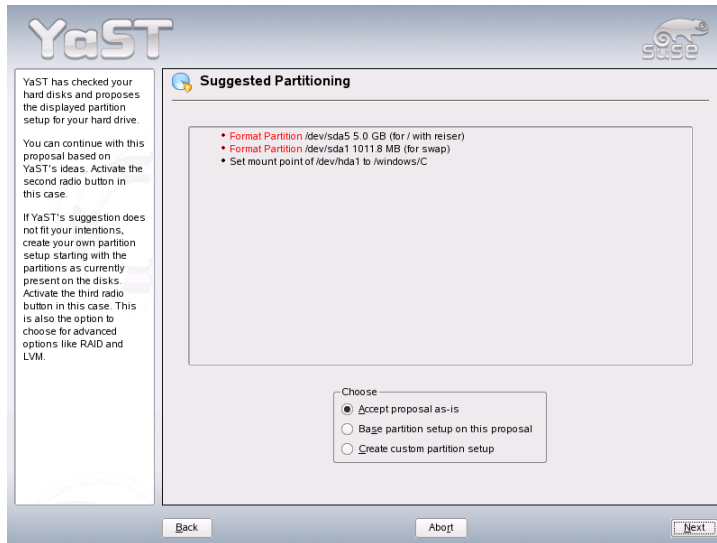 YaST
SUSE
YaST has checked your
hard disks and proposes
the displayed partition
setup for your hard drive.
You can continue with this
proposal based on
YaST's ideas. Activate the
second radio button in
this case.
If YaST's suggestion does
not fit your intentions,
create your own partition
setup starting with the
partitions as currently
present on the disks.
Activate the third radio
button in this case. This
is also the option to
choose for advanced
options like RAID and
LVM.
Suggested Partitioning
• Format Partition /dev/sda5 5.0 GB (for / with reiser)
• Format Partition /dev/sda1 1011.8 MB (for swap)
• Set mount point of /dev/hda1 to /windows/C
Choose
Accept proposal as-is
Base partition setup on this proposal
Create custom partition setup
Back
Abort
Next